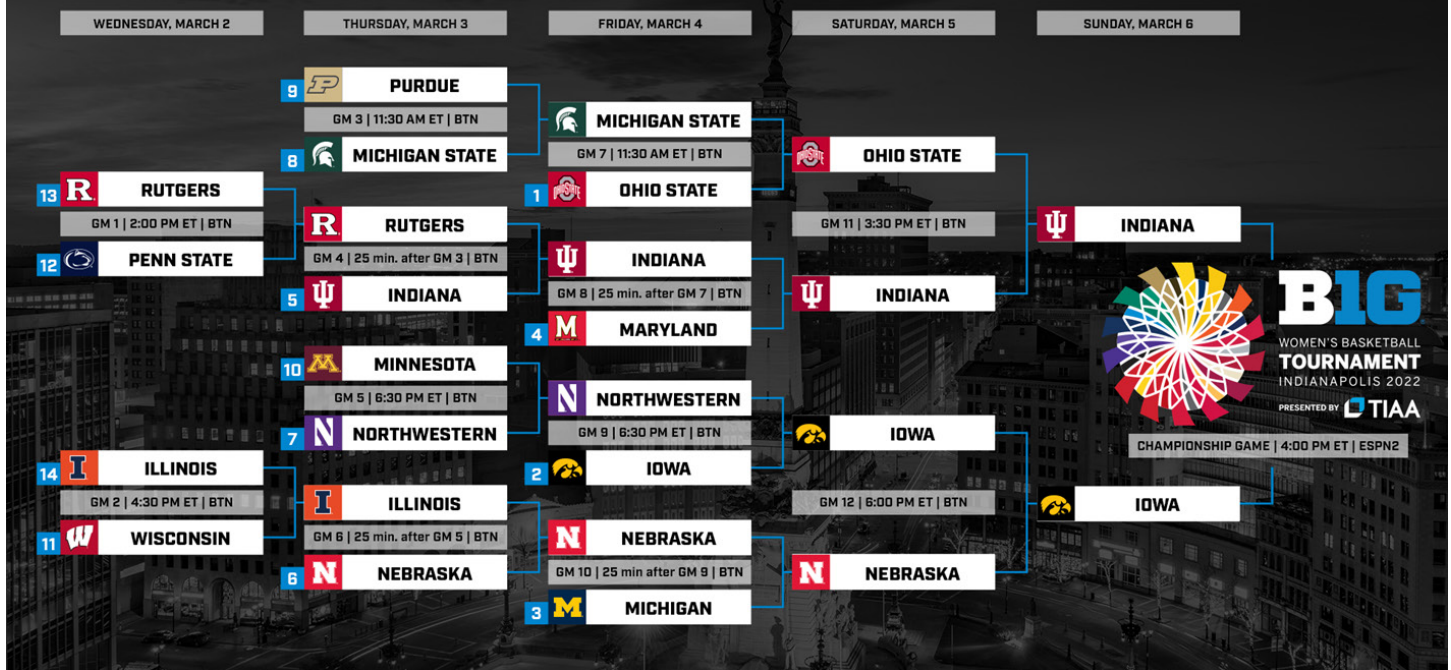 WEDNESDAY, MARCH 2
THURSDAY, MARCH 3
FRIDAY, MARCH 4
SATURDAY, MARCH 5
SUNDAY, MARCH 6
13 R RUTGERS
GM 1 | 2:00 PM ET | BTN
12 PENN STATE
14 I ILLINOIS
GM 2 | 4:30 PM ET | BTN
11 W WISCONSIN
9 P PURDUE
GM 3 | 11:30 AM ET | BTN
8 MICHIGAN STATE
R RUTGERS
GM 4 | 25 min. after GM 3 | BTN
5 IU INDIANA
10 M MINNESOTA
GM 5 | 6:30 PM ET | BTN
7 N NORTHWESTERN
I ILLINOIS
GM 6 | 25 min. after GM 5 | BTN
6 N NEBRASKA
MICHIGAN STATE
GM 7 | 11:30 AM ET | BTN
1 OHIO STATE OHIO STATE
IU INDIANA
GM 8 | 25 min. after GM 7 | BTN
4 M MARYLAND
N NORTHWESTERN
GM 9 | 6:30 PM ET | BTN
2 IOWA
N NEBRASKA
GM 10 | 25 min after GM 9 | BTN
3 M MICHIGAN
OHIO STATE OHIO STATE
GM 11 | 3:30 PM ET | BTN
IU INDIANA
IOWA
GM 12 | 6:00 PM ET | BTN
N NEBRASKA
IU INDIANA
B1G
WOMEN'S BASKETBALL
TOURNAMENT
INDIANAPOLIS 2022
PRESENTED BY TIAA
CHAMPIONSHIP GAME | 4:00 PM ET | ESPN2
IOWA